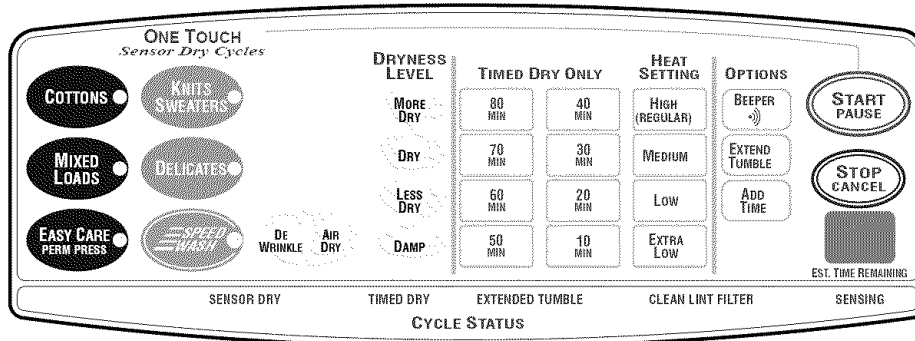 ONE TOUCH
Sensor Dry Cycles
COTTONS
KNITS
SWEATERS
MIXED
LOADS
DELICATES
EASY CARE
PERM PRESS
SPEED
WASH
DE
WRINKLE
AIR
DRY
DRYNESS
LEVEL
MORE
DRY
DRY
LESS
DRY
DAMP
TIMED DRY ONLY
80
MIN
40
MIN
70
MIN
30
MIN
60
MIN
20
MIN
50
MIN
10
MIN
HEAT
SETTING
HIGH
(REGULAR)
MEDIUM
LOW
EXTRA
LOW
OPTIONS
BEEPER
EXTEND
TUMBLE
ADD
TIME
START
PAUSE
STOP
CANCEL
EST. TIME REMAINING
SENSOR DRY TIMED DRY EXTENDED TUMBLE CLEAN LINT FILTER SENSING
CYCLE STATUS